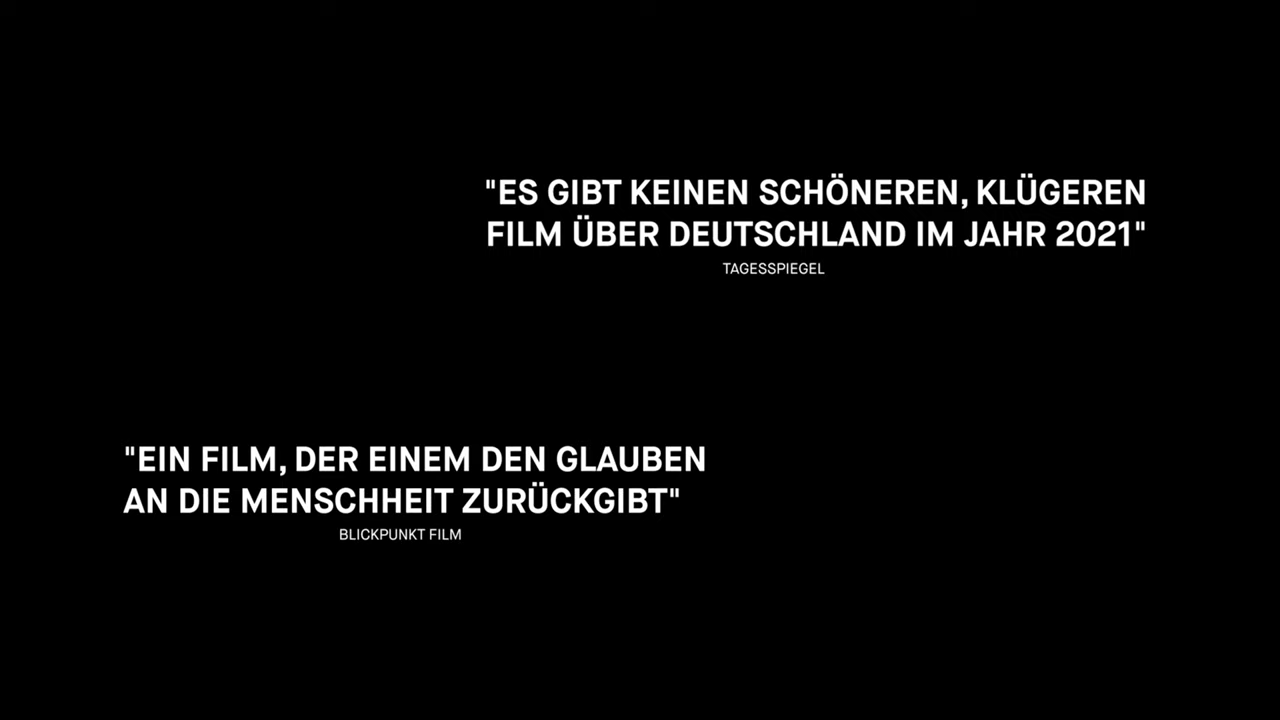 "ES GIBT KEINEN SCHÖNEREN, KLÜGEREN
FILM ÜBER DEUTSCHLAND IM JAHR 2021"
TAGESSPIEGEL
"EIN FILM, DER EINEM DEN GLAUBEN
AN DIE MENSCHHEIT ZURÜCKGIBT"
BLICKPUNKT FILM